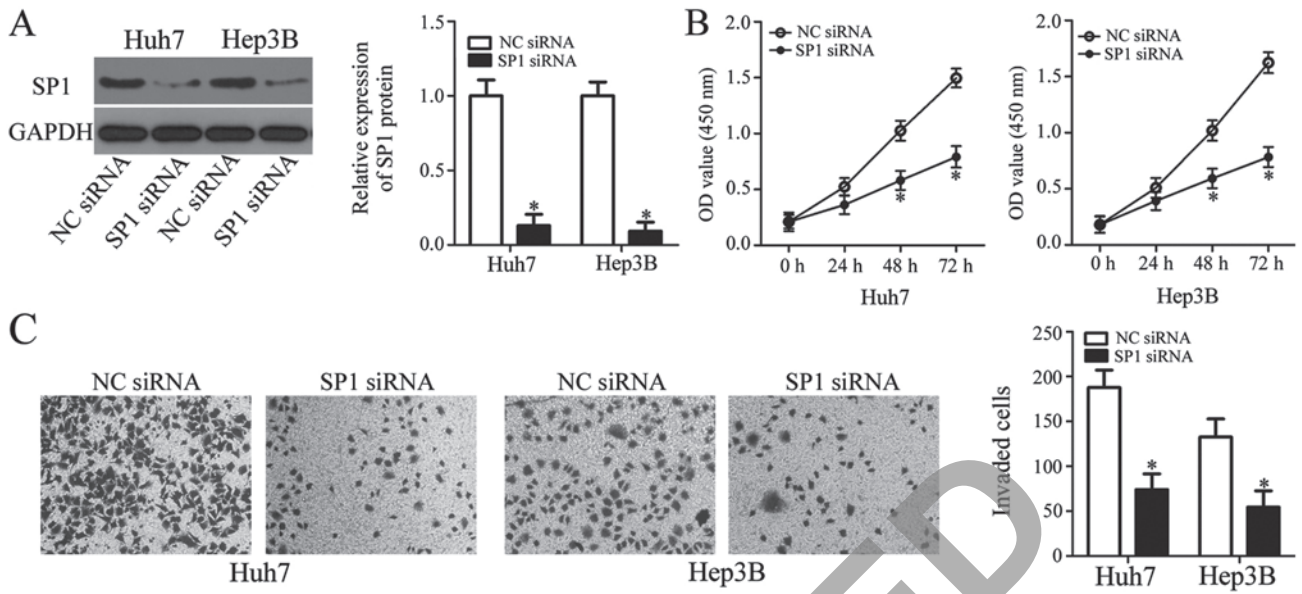 A
Huh7 Hep3B
SP1
GAPDH
NC siRNA
SP1 siRNA
NC siRNA
SP1 siRNA
Relative expression
of SP1 protein
1.5
1.0
0.5
0.0
NC siRNA
SP1 siRNA
*
*
Huh7 Hep3B
B
OD value (450 nm)
2.0
1.5
1.0
0.5
0.0
NC siRNA
SP1 siRNA
*
*
0 h 24 h 48 h 72 h
Huh7
OD value (450 nm)
2.0
1.5
1.0
0.5
0.0
NC siRNA
SP1 siRNA
*
*
0 h 24 h 48 h 72 h
Hep3B
C
NC siRNA SP1 siRNA NC siRNA SP1 siRNA
Huh7 Hep3B
Invaded cells
250
200
150
100
50
0
NC siRNA
SP1 siRNA
*
*
Huh7 Hep3B